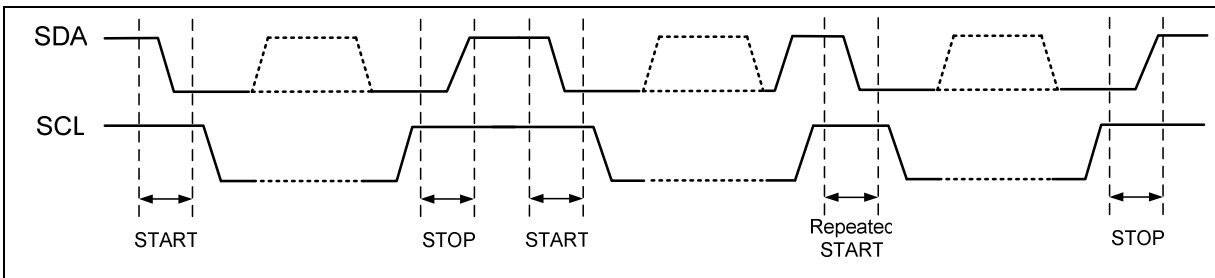 SDA
SCL
START
STOP
START
Repeated
START
STOP